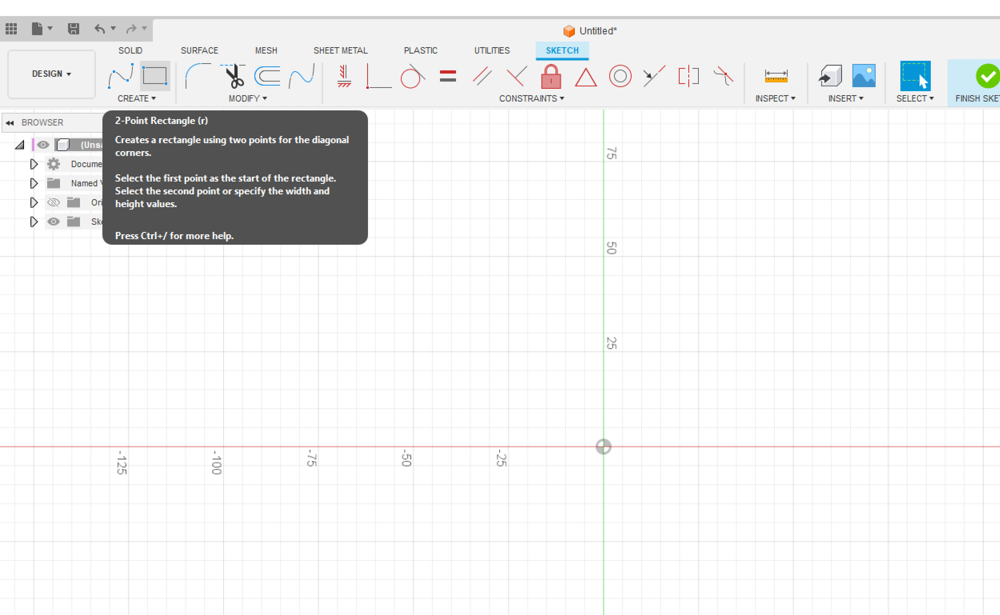 Untitled*
SOLID SURFACE MESH SHEET METAL PLASTIC UTILITIES SKETCH
DESIGN
CREATE MODIFY CONSTRAINTS INSPECT INSERT SELECT FINISH SKE
BROWSER
(Unsa
Docume
Named
Ori
Ske
2-Point Rectangle (r)
Creates a rectangle using two points for the diagonal
corners.
Select the first point as the start of the rectangle.
Select the second point or specify the width and
height values.
Press Ctrl+/ for more help.
75
50
25
-125 -100 -75 -50 -25